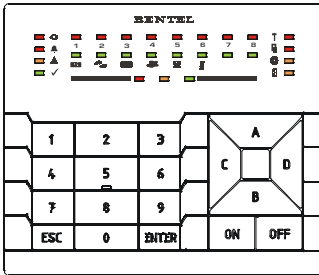 BENTEL
1 2 3 4 5 6 7 8
1 2 3 A
4 5 6 C D
7 8 9 B
ESC 0 ENTER ON OFF